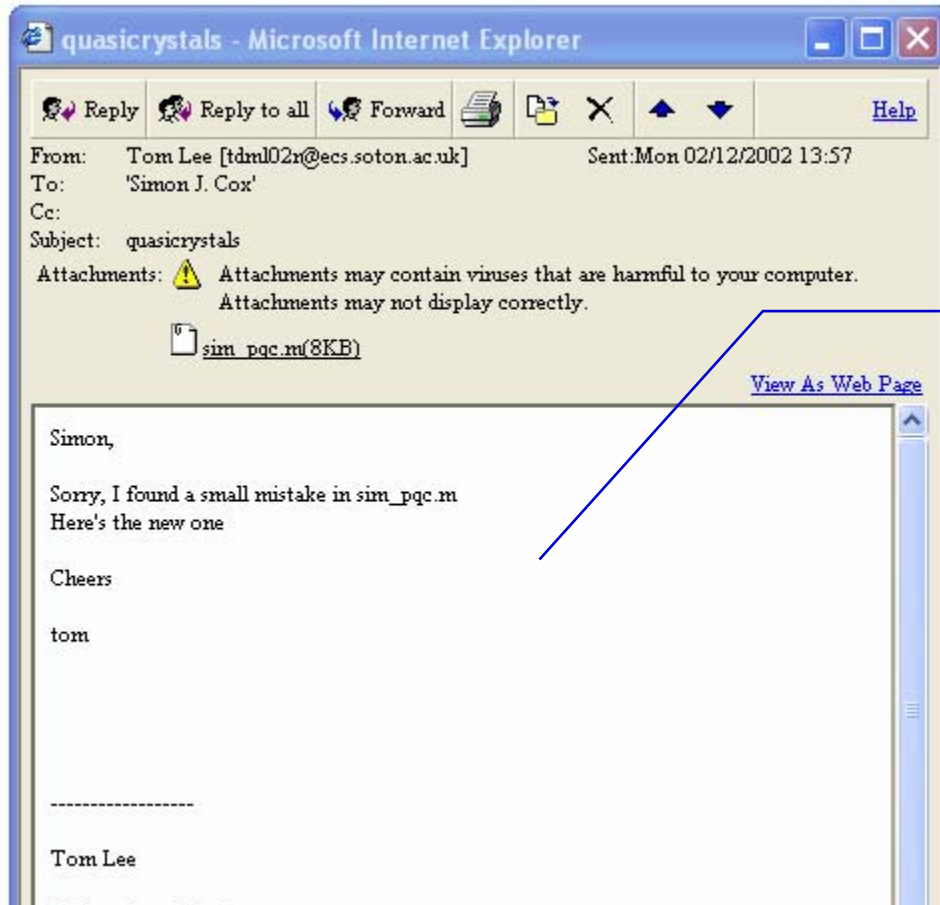 quasicrystals - Microsoft Internet Explorer
Reply Reply to all Forward Help
From: Tom Lee [tdml02r@ecs.soton.ac.uk] Sent:Mon 02/12/2002 13:57
To: 'Simon J. Cox'
Cc:
Subject: quasicrystals
Attachments: Attachments may contain viruses that are harmful to your computer.
Attachments may not display correctly.
sim_pqc.m(8KB)
View As Web Page
Simon,
Sorry, I found a small mistake in sim_pqc.m
Here's the new one
Cheers
tom
------------------
Tom Lee